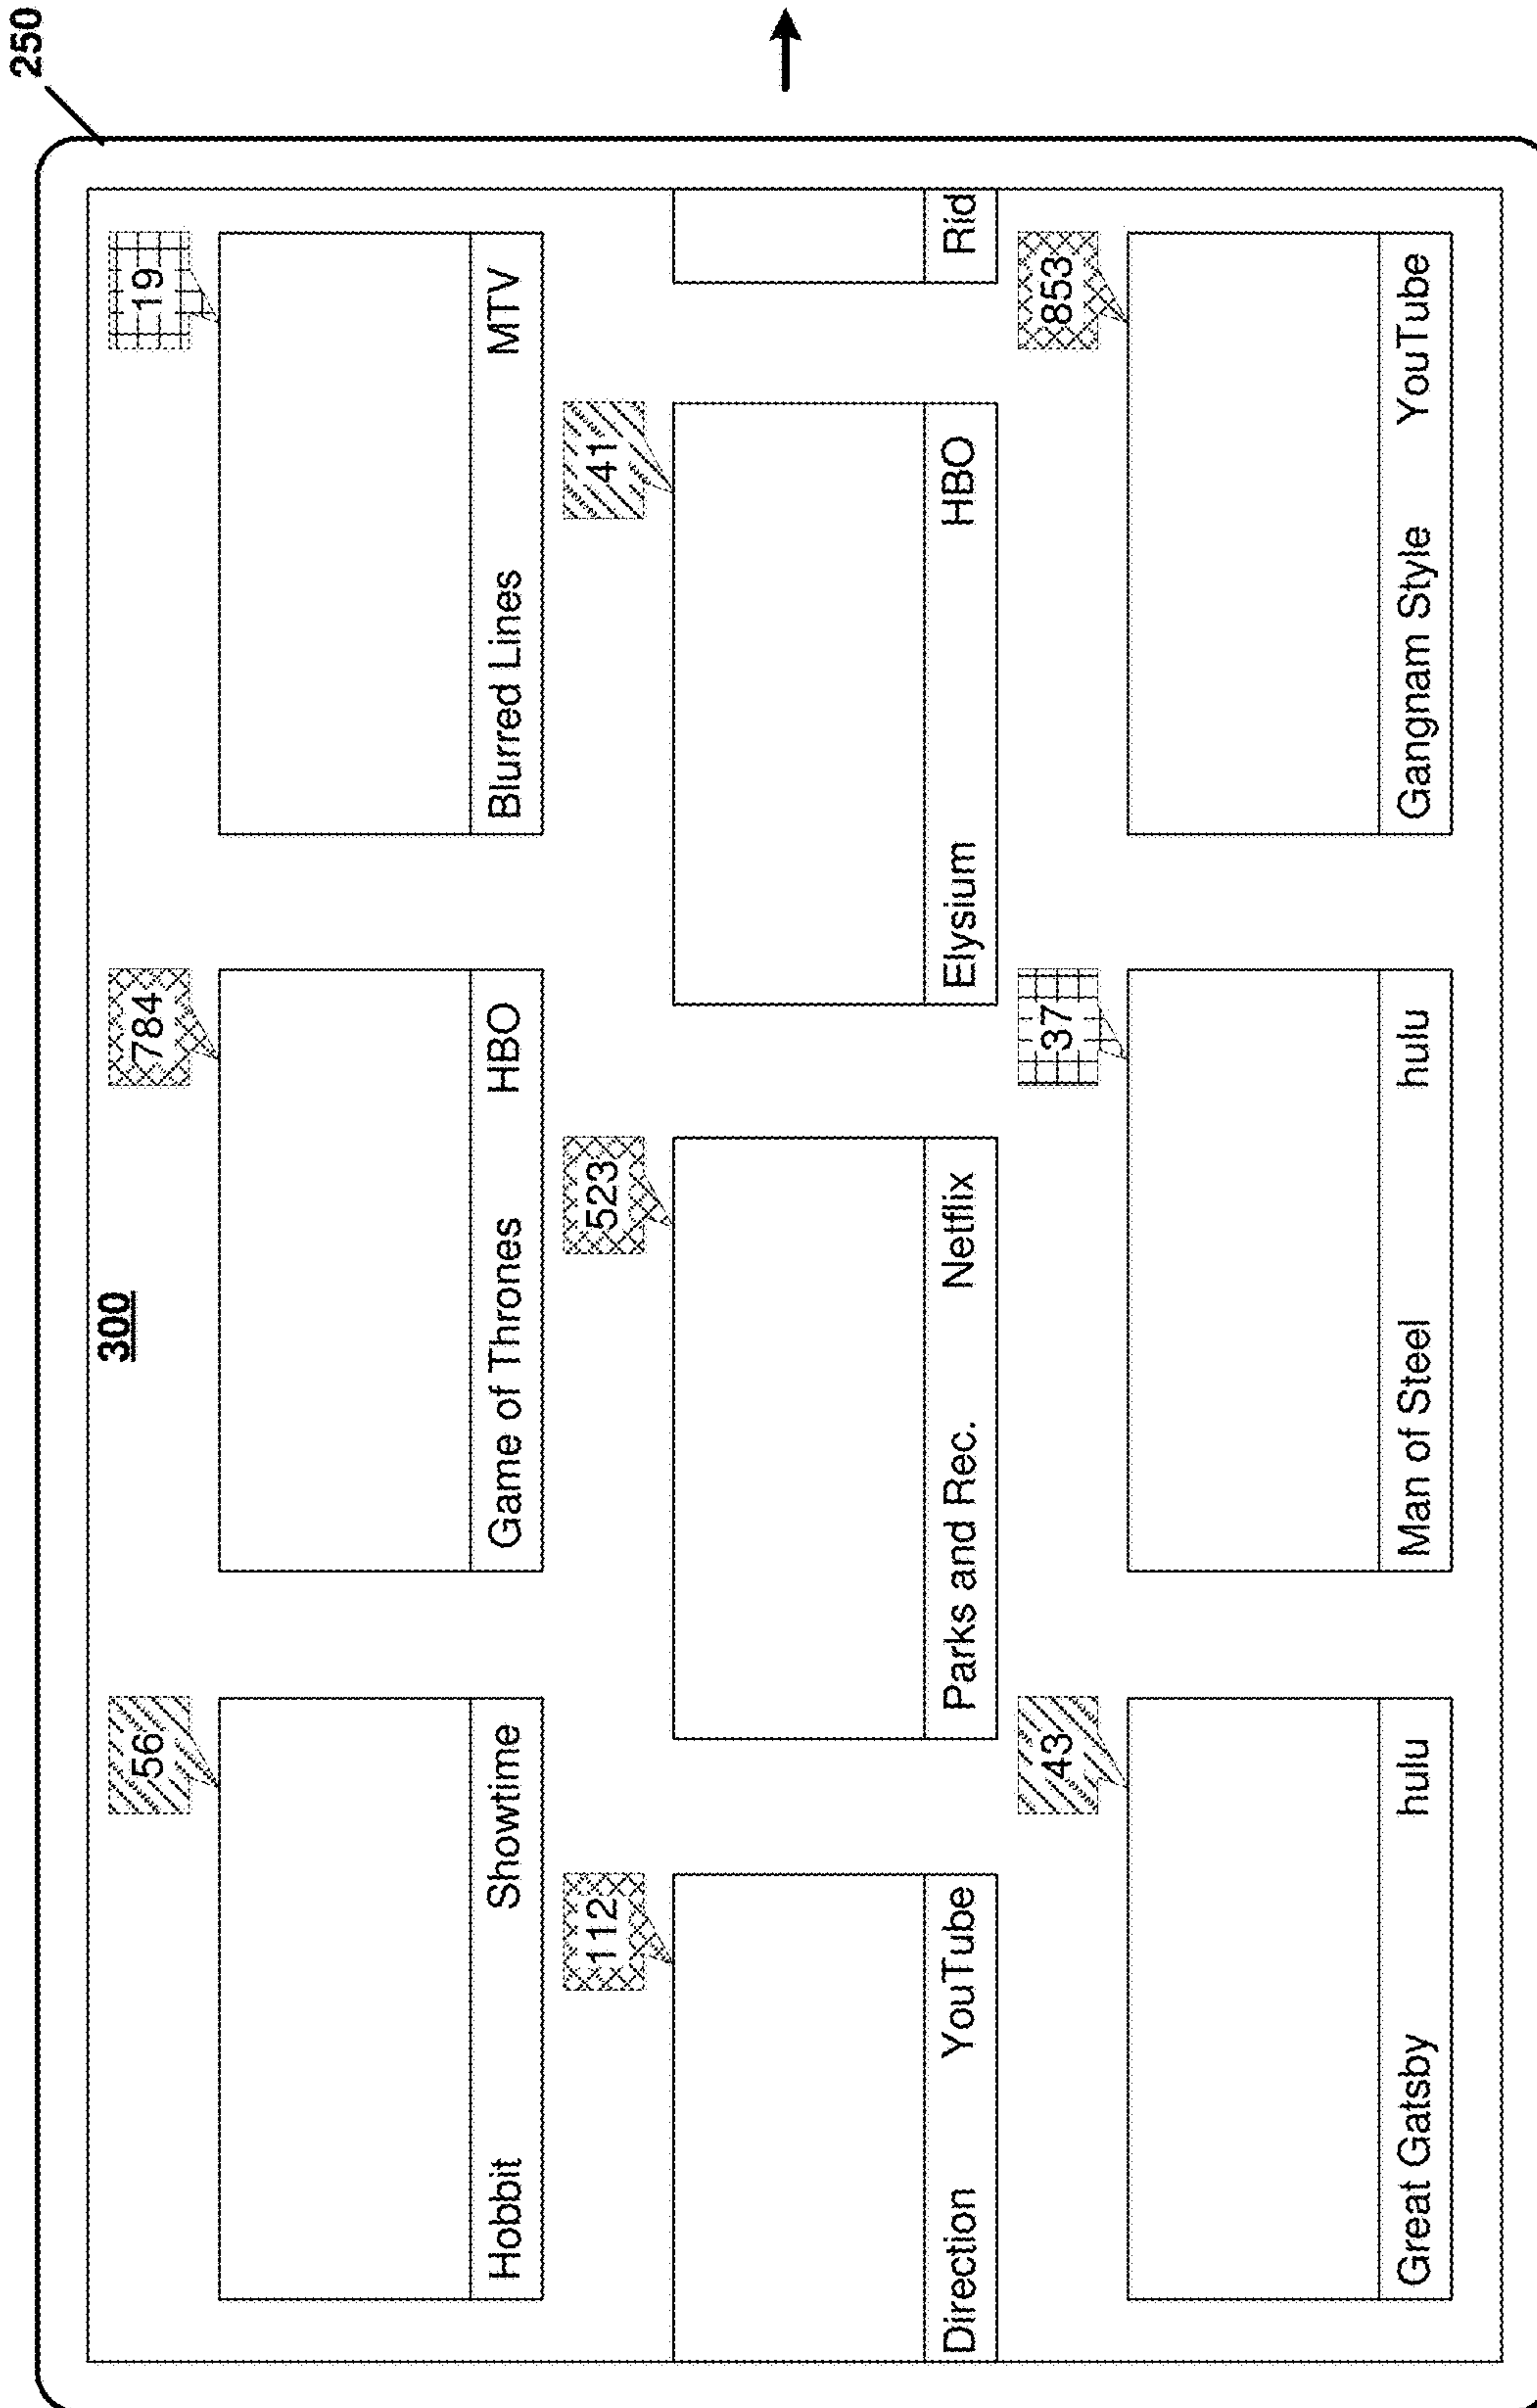 250
300
56
784
19
Hobbit Showtime
Game of Thrones HBO
Blurred Lines MTV
112
523
41
Direction YouTube
Parks and Rec. Netflix
Elysium HBO
Rid
43
37
853
Great Gatsby hulu
Man of Steel hulu
Gangnam Style YouTube